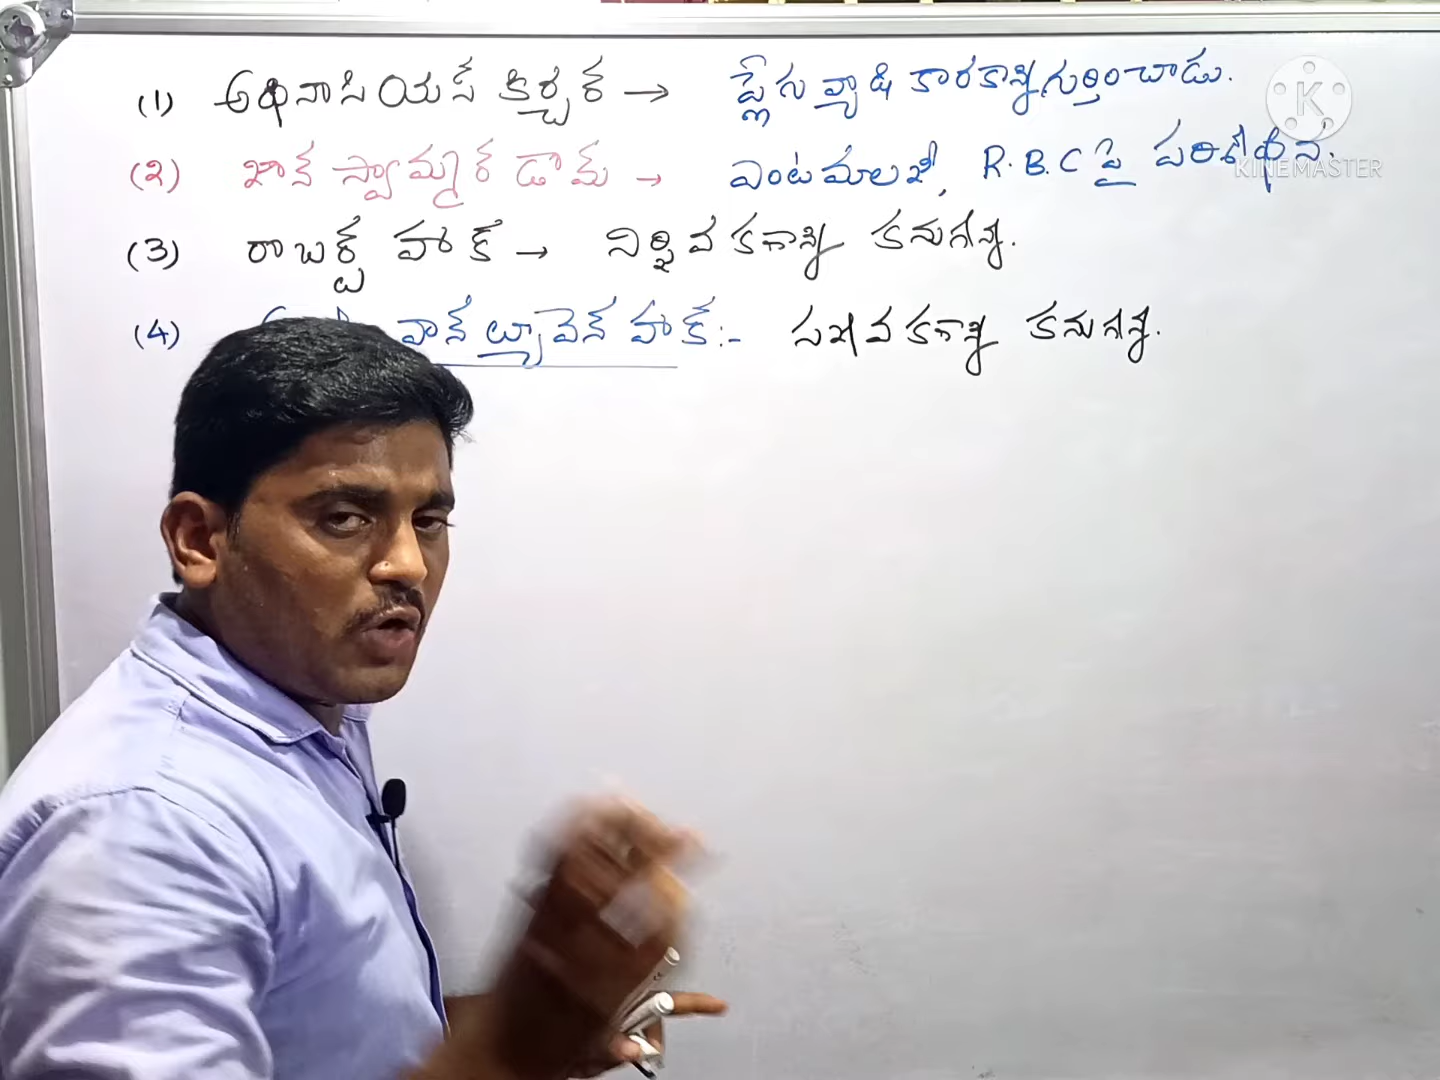 (1) అథినాసియస్ కిర్చర్ → ప్లేగు వ్యాధి కారకాన్ని గుర్తించాడు.
(2) జాన్ స్వామ్మర్ డామ్ → ఎంటమాలజీ, R.B.C పై పరిశోధన.
(3) రాబర్ట్ హుక్ → నిర్జీవ కణాన్ని కనుగొన్న.
(4) వాన్ ల్యూవెన్ హుక్:- సజీవ కణాన్ని కనుగొన్న.
K
KINEMASTER